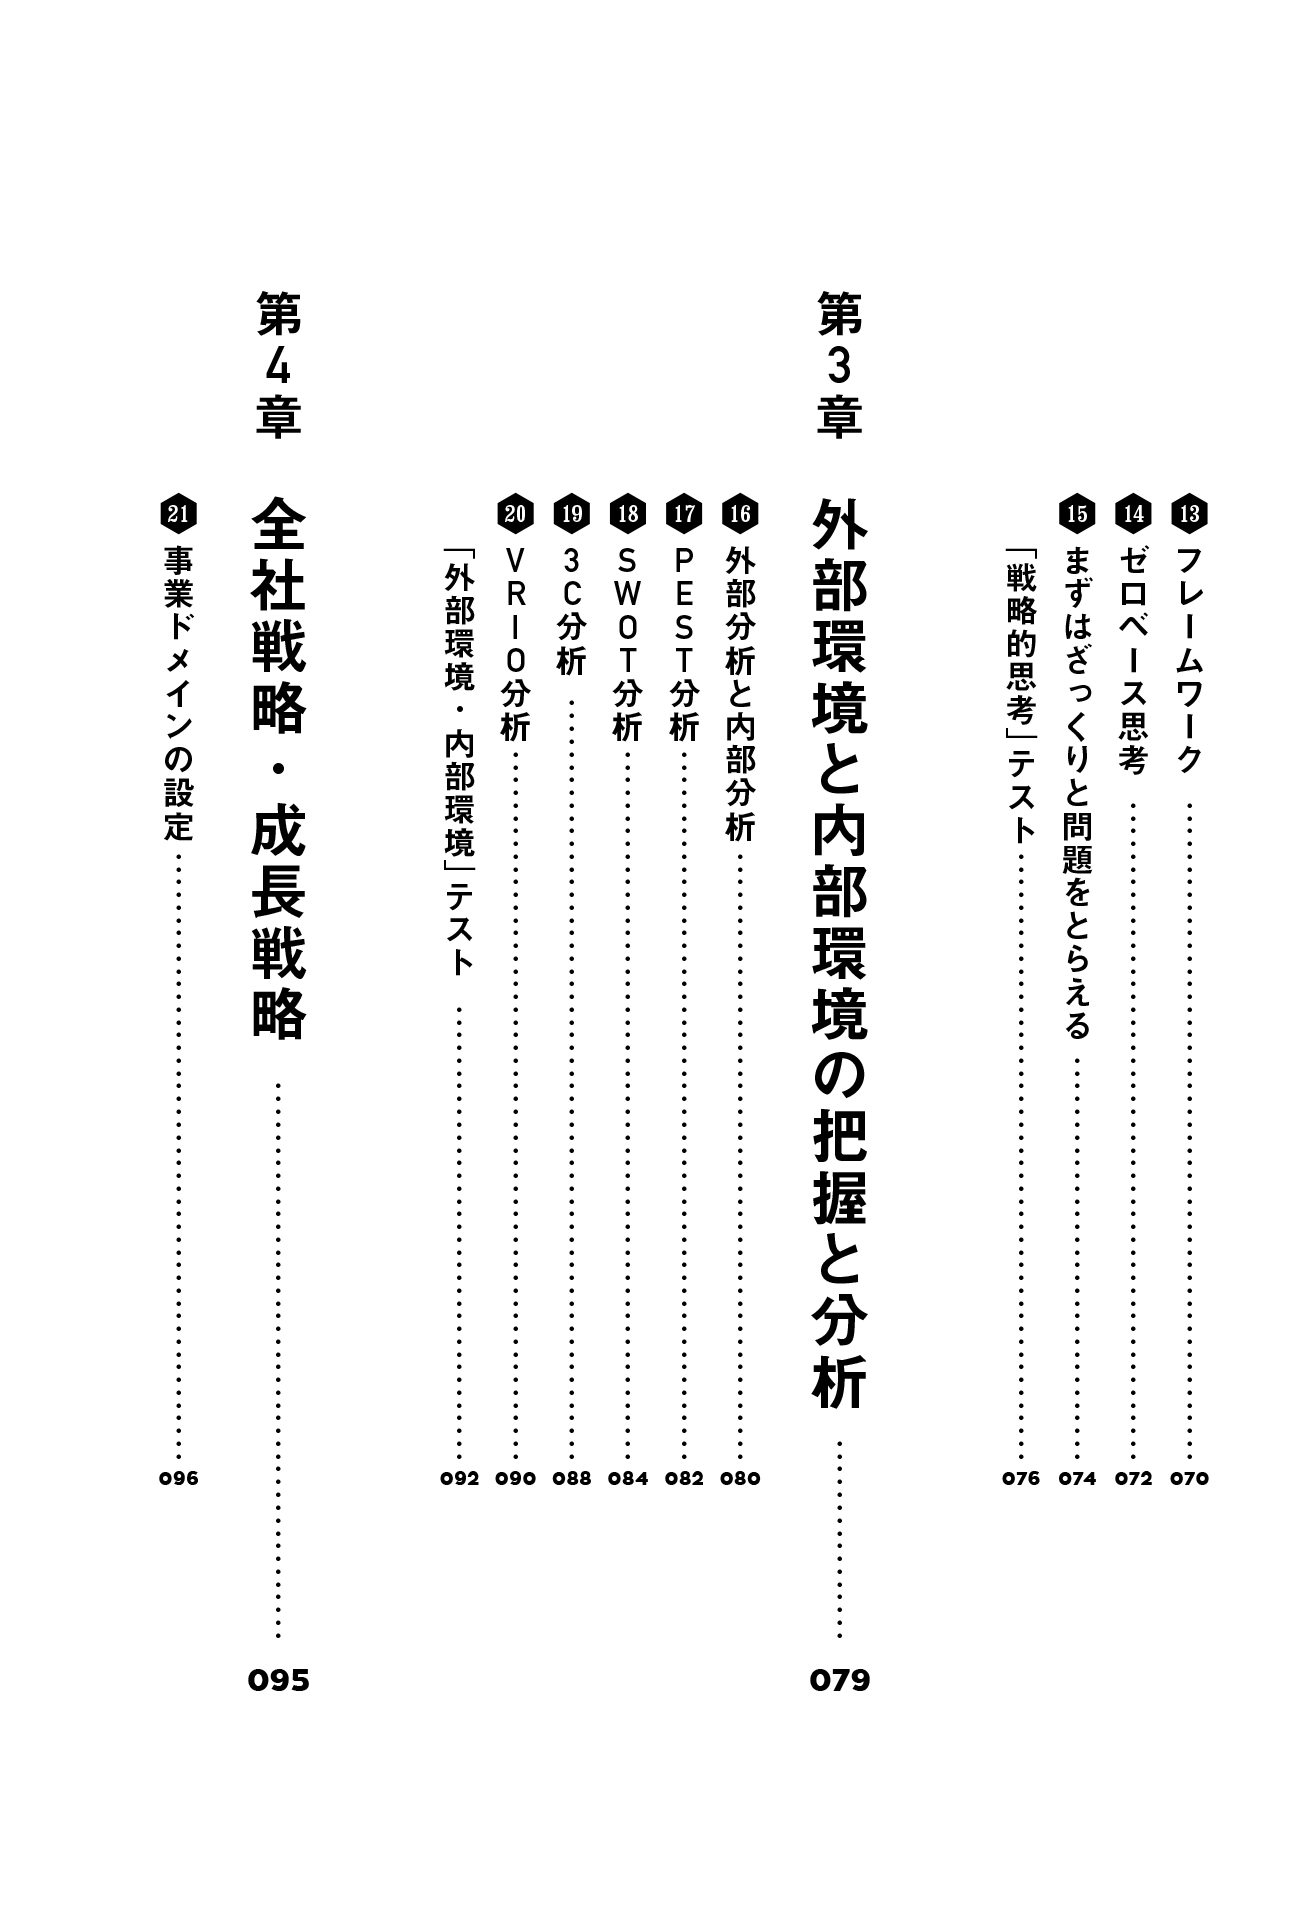 13 フレームワーク 070
14 ゼロベース思考 072
15 まずはざっくりと問題をとらえる 074
「戦略的思考」テスト 076
第3章 外部環境と内部環境の把握と分析 079
16 外部分析と内部分析 080
17 PEST分析 082
18 SWOT分析 084
19 3C分析 088
20 VRIO分析 090
「外部環境・内部環境」テスト 092
第4章 全社戦略・成長戦略 095
21 事業ドメインの設定 096